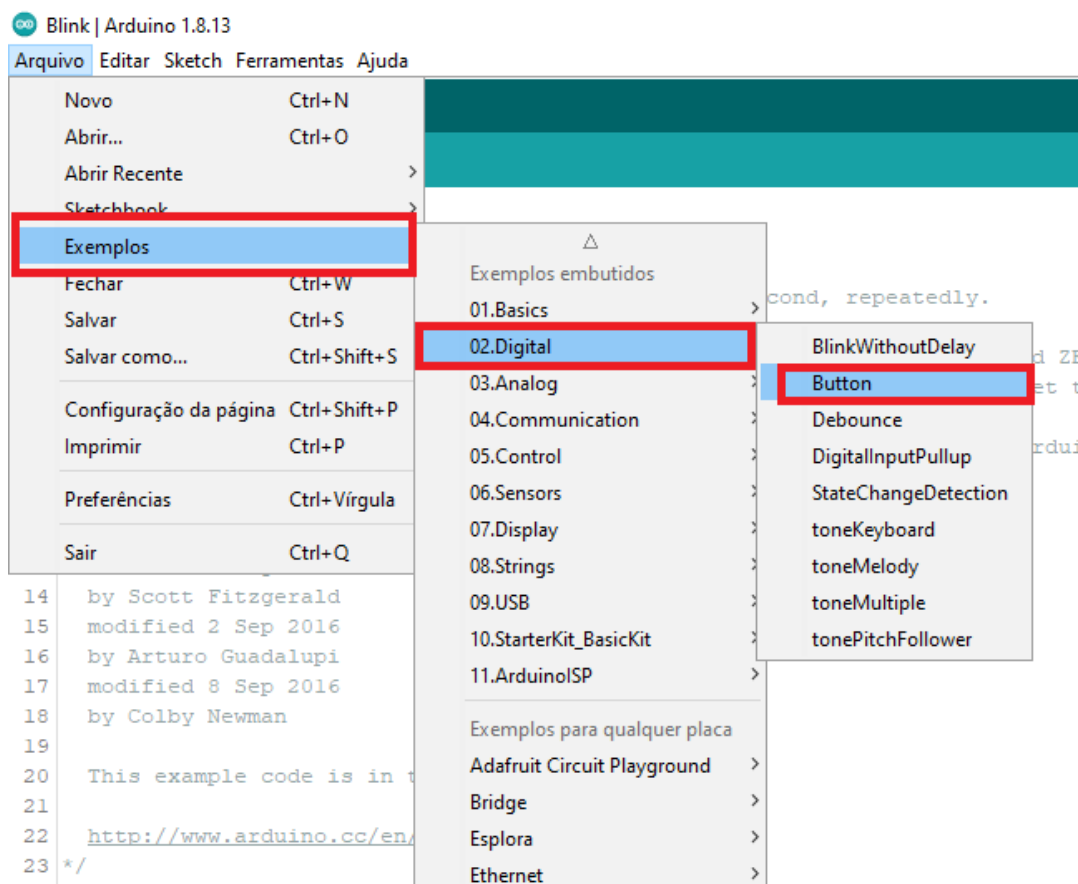 Blink | Arduino 1.8.13
Arquivo Editar Sketch Ferramentas Ajuda
Novo Ctrl+N
Abrir... Ctrl+O
Abrir Recente
Sketchbook
Exemplos
Fechar Ctrl+W
Salvar Ctrl+S
Salvar como... Ctrl+Shift+S
Configuração da página Ctrl+Shift+P
Imprimir Ctrl+P
Preferências Ctrl+Vírgula
Sair Ctrl+Q
Exemplos embutidos
01.Basics
02.Digital
03.Analog
04.Communication
05.Control
06.Sensors
07.Display
08.Strings
09.USB
10.StarterKit_BasicKit
11.ArduinoISP
Exemplos para qualquer placa
Adafruit Circuit Playground
Bridge
Esplora
Ethernet
BlinkWithoutDelay
Button
Debounce
DigitalInputPullup
StateChangeDetection
toneKeyboard
toneMelody
toneMultiple
tonePitchFollower
cond, repeatedly.
14 by Scott Fitzgerald
15 modified 2 Sep 2016
16 by Arturo Guadalupi
17 modified 8 Sep 2016
18 by Colby Newman
19
20 This example code is in t
21
22 http://www.arduino.cc/en/
23 */